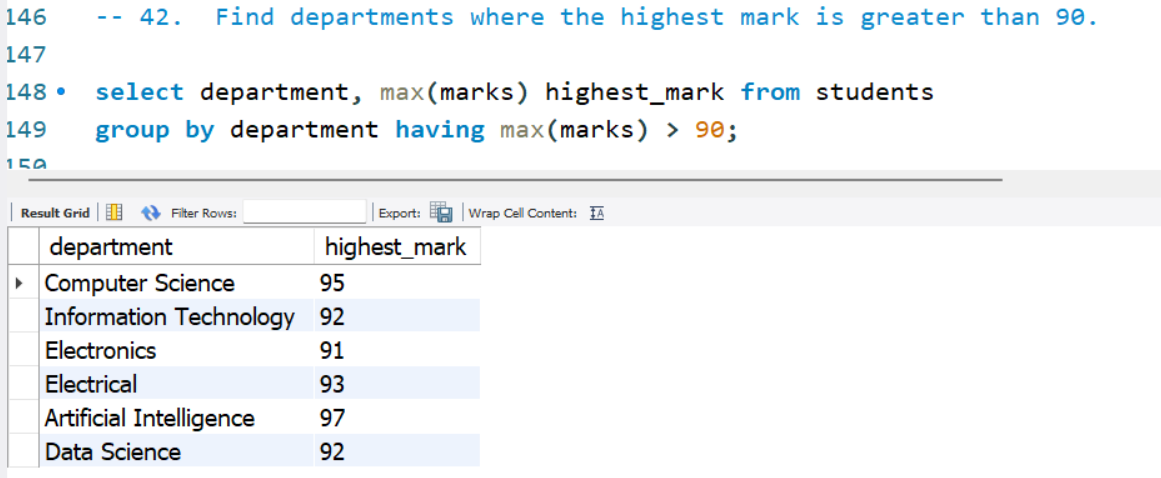 146 -- 42. Find departments where the highest mark is greater than 90.
147
148 select department, max(marks) highest_mark from students
149 group by department having max(marks) > 90;
150
Result Grid Filter Rows: Export: Wrap Cell Content: IA
department highest_mark
Computer Science 95
Information Technology 92
Electronics 91
Electrical 93
Artificial Intelligence 97
Data Science 92